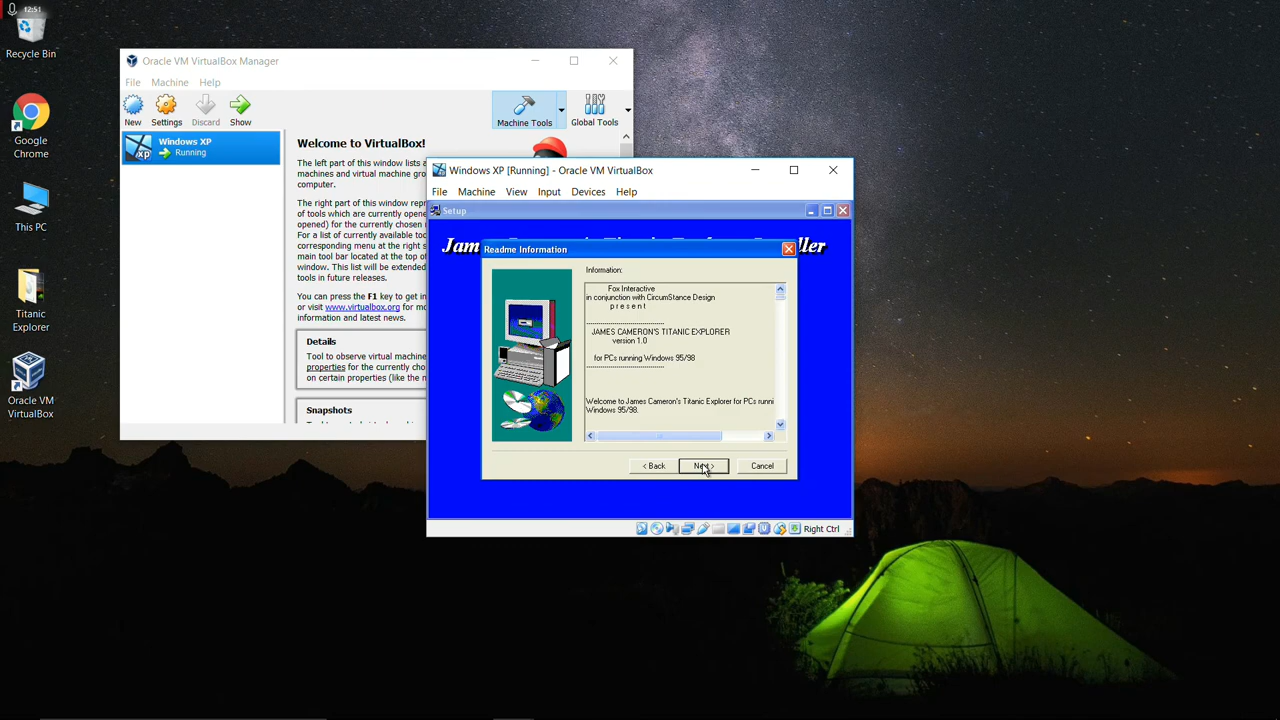 12:51
Recycle Bin
Google
Chrome
This PC
Titanic
Explorer
Oracle VM
VirtualBox
Oracle VM VirtualBox Manager
File Machine Help
New Settings Discard Show
Machine Tools Global Tools
Windows XP
Running
Welcome to VirtualBox!
The left part of this window lists
machines and virtual machine gro
computer.
The right part of this window repr
of tools which are currently opene
opened) for the currently chosen
For a list of currently available too
corresponding menu at the right s
main tool bar located at the top of
window. This list will be extended
tools in future releases.
You can press the F1 key to get in
or visit www.virtualbox.org for mo
information and latest news.
Details
Tool to observe virtual machine
properties for the currently cho
on certain properties (like the n
Snapshots
Windows XP [Running] - Oracle VM VirtualBox
File Machine View Input Devices Help
Setup
Jam
ller
Readme Information
Information:
Fox Interactive
in conjunction with CircumStance Design
p r e s e n t
------------------------------
JAMES CAMERON'S TITANIC EXPLORER
version 1.0
for PCs running Windows 95/98
------------------------------
Welcome to James Cameron's Titanic Explorer for PCs runni
Windows 95/98.
< Back Next > Cancel
Right Ctrl